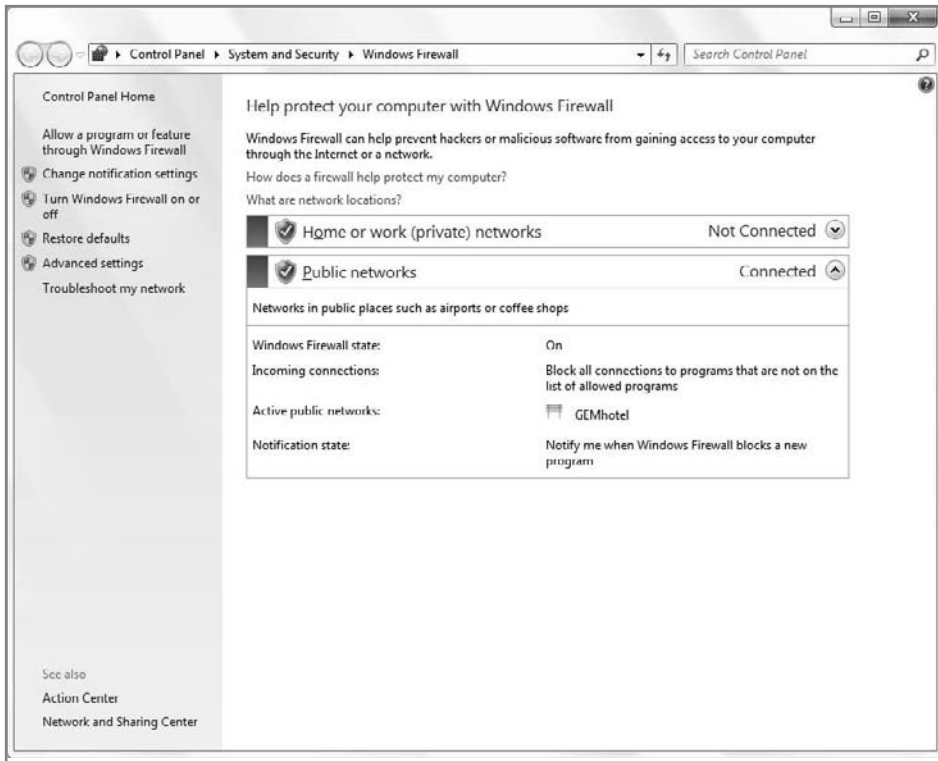 Control Panel ▸ System and Security ▸ Windows Firewall
Search Control Panel
Control Panel Home
Allow a program or feature
through Windows Firewall
Change notification settings
Turn Windows Firewall on or
off
Restore defaults
Advanced settings
Troubleshoot my network
See also
Action Center
Network and Sharing Center
Help protect your computer with Windows Firewall
Windows Firewall can help prevent hackers or malicious software from gaining access to your computer
through the Internet or a network.
How does a firewall help protect my computer?
What are network locations?
Home or work (private) networks Not Connected
Public networks Connected
Networks in public places such as airports or coffee shops
Windows Firewall state: On
Incoming connections: Block all connections to programs that are not on the
list of allowed programs
Active public networks: GEMhotel
Notification state: Notify me when Windows Firewall blocks a new
program